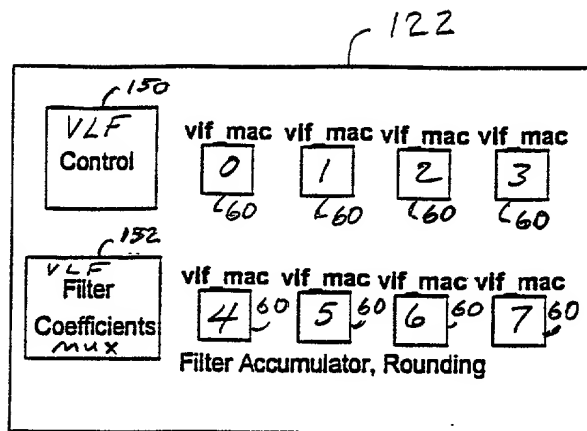 122
150
VLF
Control
vlf_mac vlf_mac vlf_mac vlf_mac
0 1 2 3
60 60 60 60
152
VLF
Filter
Coefficients
mux
vlf_mac vlf_mac vlf_mac vlf_mac
4 60 5 60 6 60 7 60
Filter Accumulator, Rounding